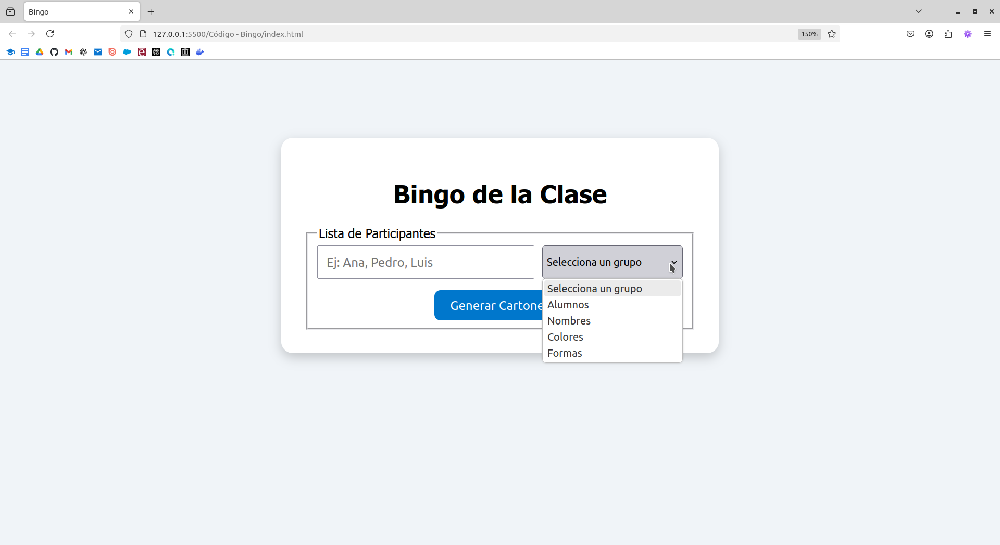 Bingo
127.0.0.1:5500/Código - Bingo/index.html
150%
Bingo de la Clase
Lista de Participantes
Ej: Ana, Pedro, Luis
Selecciona un grupo
Selecciona un grupo
Generar Cartone
Alumnos
Nombres
Colores
Formas